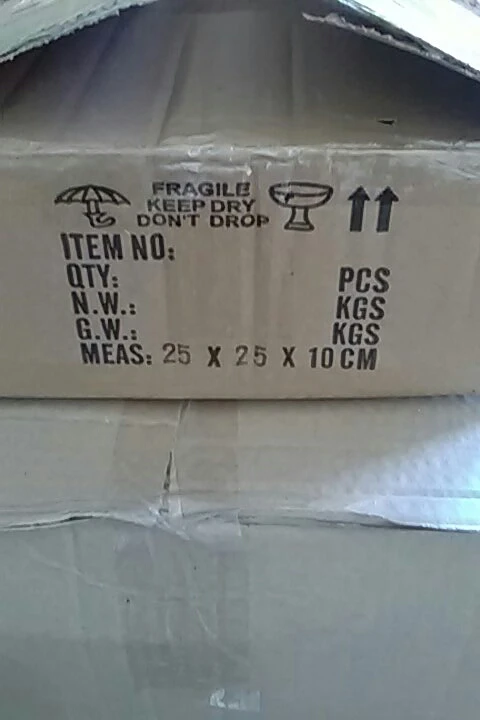 FRAGILE
KEEP DRY
DON'T DROP
ITEM NO:
QTY: PCS
N.W.: KGS
G.W.: KGS
MEAS: 25 X 25 X 10 CM